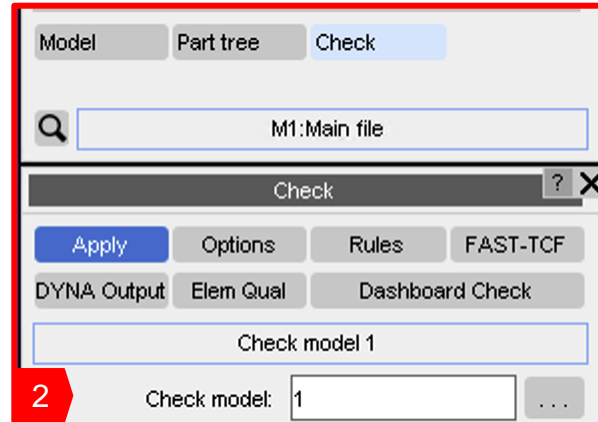 Model Part tree Check
M1:Main file
Check ? X
Apply Options Rules FAST-TCF
DYNA Output Elem Qual Dashboard Check
Check model 1
2 Check model: 1 ...